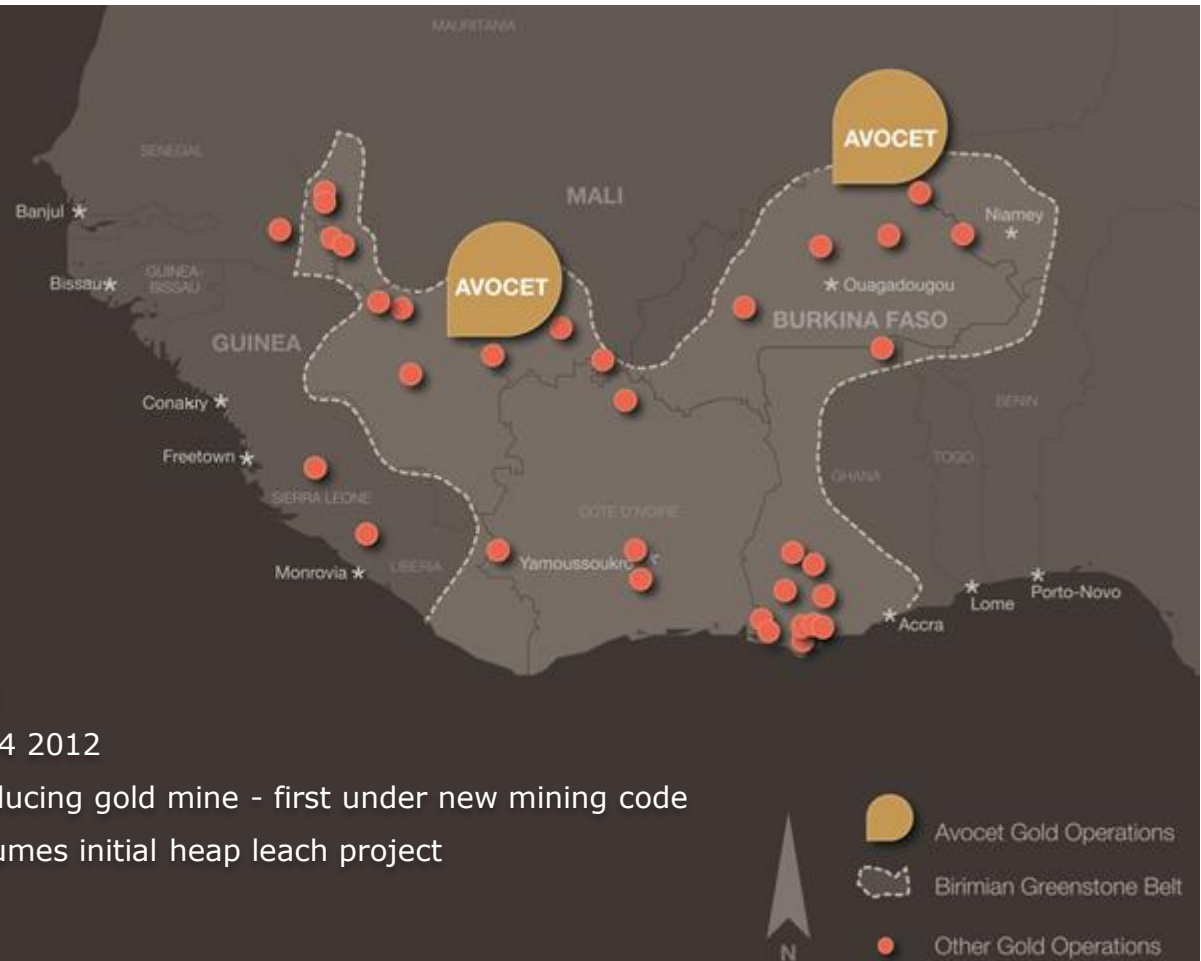 MAURITANIA
AVOCET
SENEGAL
MALI
Banjul
Niamey
GUINEA-
BISSAU
Bissau
AVOCET
Ouagadougou
BURKINA FASO
GUINEA
Conakry
BERIN
Freetown
TOGO
GHANA
SIERRA LEONE
COTE D'IVOIRE
Yamoussoukro
LIBERIA
Monrovia
Porto-Novo
Lome
Accra
4 2012
ducing gold mine - first under new mining code
umes initial heap leach project
Avocet Gold Operations
Birimian Greenstone Belt
Other Gold Operations
N